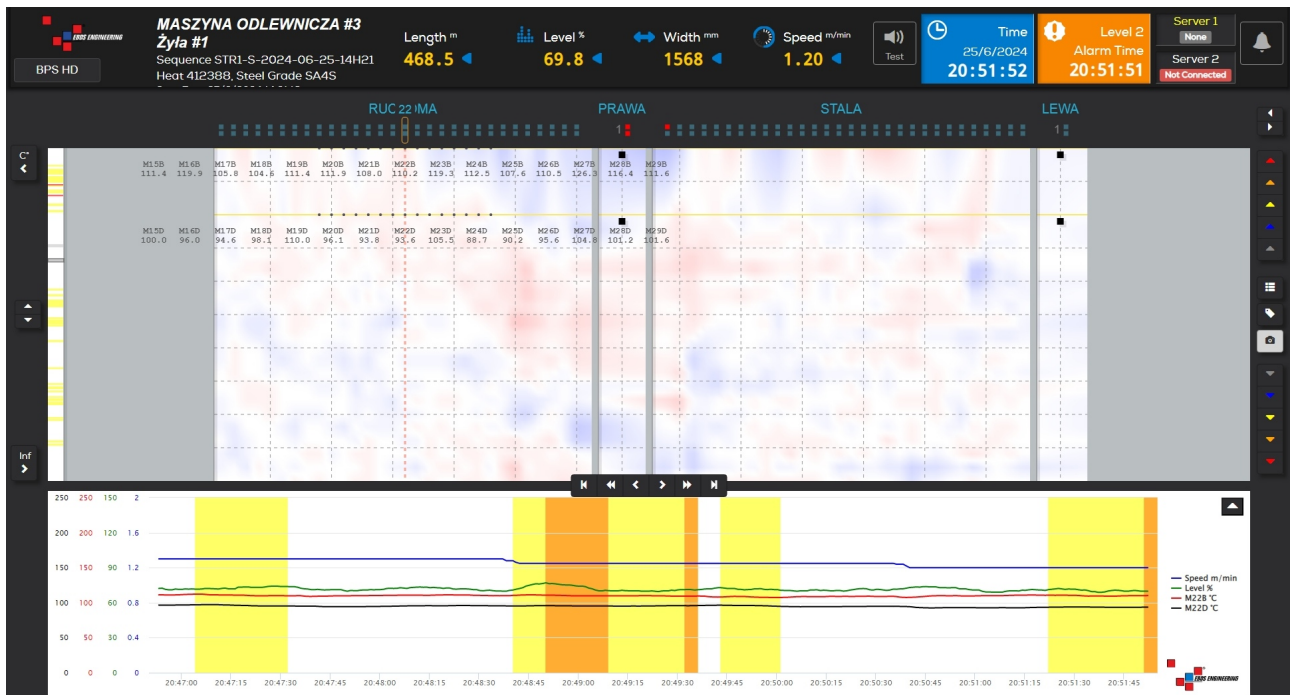 EBDS ENGINEERING
BPS HD
MASZYNA ODLEWNICZA #3
Żyła #1
Sequence STR1-S-2024-06-25-14H21
Heat 412388, Steel Grade SA4S
Length m
468.5
Level %
69.8
Width mm
1568
Speed m/min
1.20
Test
Time
25/6/2024
20:51:52
Level 2
Alarm Time
20:51:51
Server 1
None
Server 2
Not Connected
RUC 22 OMA PRAWA STALA LEWA
1 1
C°
M15B M16B M17B M18B M19B M20B M21B M22B M23B M24B M25B M26B M27B M28B M29B
111.4 119.9 105.8 104.6 111.4 111.9 108.0 110.2 119.3 112.5 107.6 110.5 126.3 116.4 111.6
M15D M16D M17D M18D M19D M20D M21D M22D M23D M24D M25D M26D M27D M28D M29D
100.0 96.0 94.6 98.1 110.0 96.1 93.8 93.6 105.5 88.7 90.2 95.6 104.8 101.2 101.6
Inf
250 250 150 2
200 200 120 1.6
150 150 90 1.2
100 100 60 0.8
50 50 30 0.4
0 0 0 0
20:47:00 20:47:15 20:47:30 20:47:45 20:48:00 20:48:15 20:48:30 20:48:45 20:49:00 20:49:15 20:49:30 20:49:45 20:50:00 20:50:15 20:50:30 20:50:45 20:51:00 20:51:15 20:51:30 20:51:45
Speed m/min
Level %
M22B °C
M22D °C
EBDS ENGINEERING